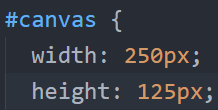 #canvas {
  width: 250px;
  height: 125px;